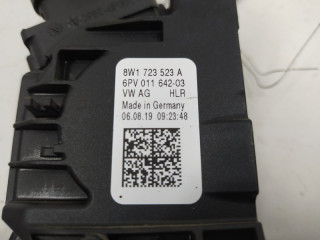 8W1 723 523 A
6PV 011 642-03
VW AG HLR
Made in Germany
06.08.19 09:23:48